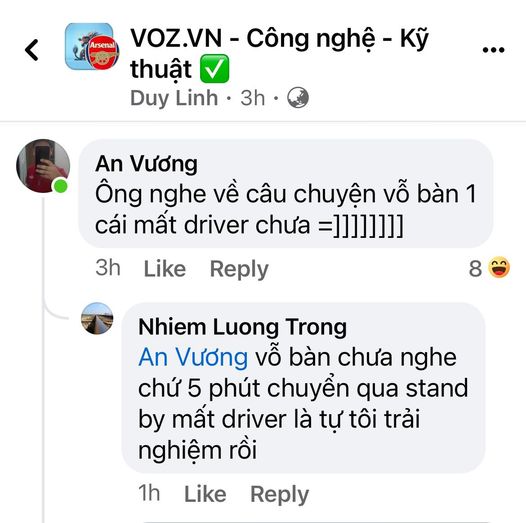 VOZ.VN - Công nghệ - Kỹ
thuật ✅
Arsenal
Duy Linh · 3h ·
An Vương
Ông nghe về câu chuyện vỗ bàn 1
cái mất driver chưa =]]]]]]]]
3h Like Reply 8
Nhiem Luong Trong
An Vương vỗ bàn chưa nghe
chứ 5 phút chuyển qua stand
by mất driver là tự tôi trải
nghiệm rồi
1h Like Reply